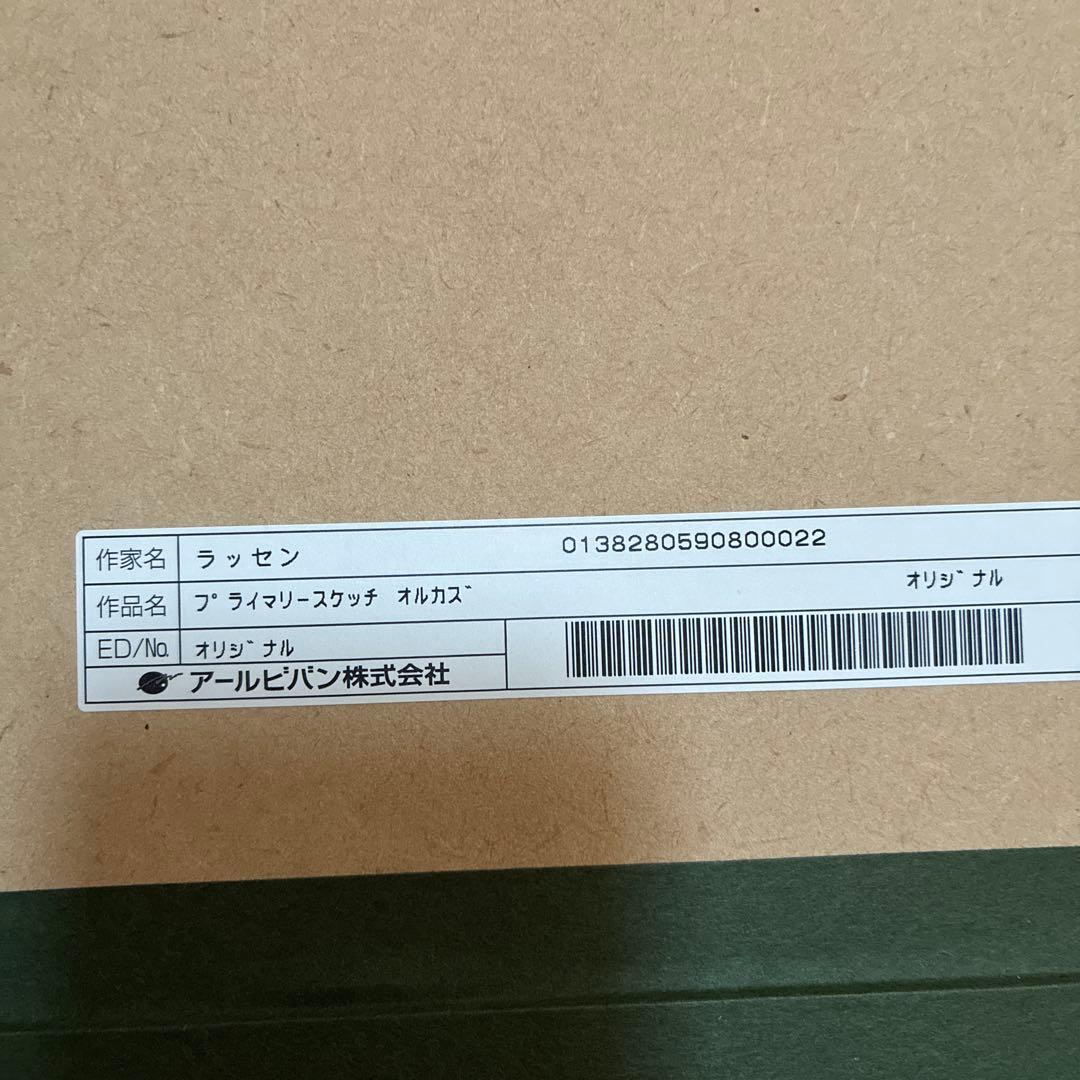 作家名 ラッセン 0138280590800022
作品名 プライマリースケッチ オルカズ オリジナル
ED/No. オリジナル
アールビバン株式会社